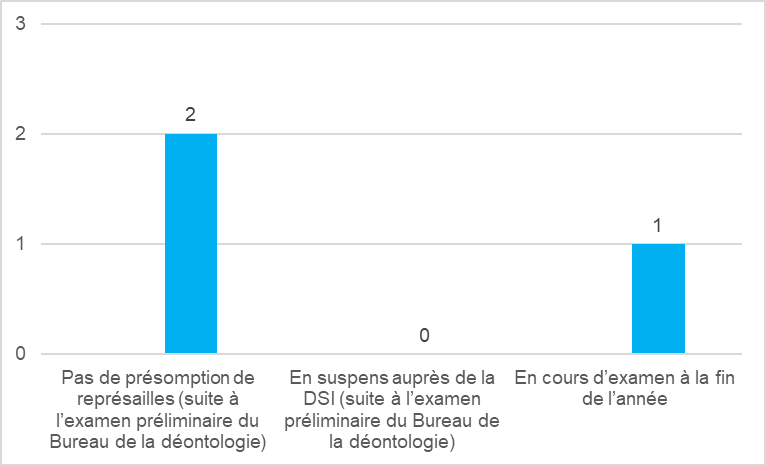 3
2
2
1
1
0
0
Pas de présomption de
représailles (suite à
l’examen préliminaire du
Bureau de la déontologie)
En suspens auprès de la
DSI (suite à l’examen
préliminaire du Bureau de
la déontologie)
En cours d’examen à la fin
de l’année